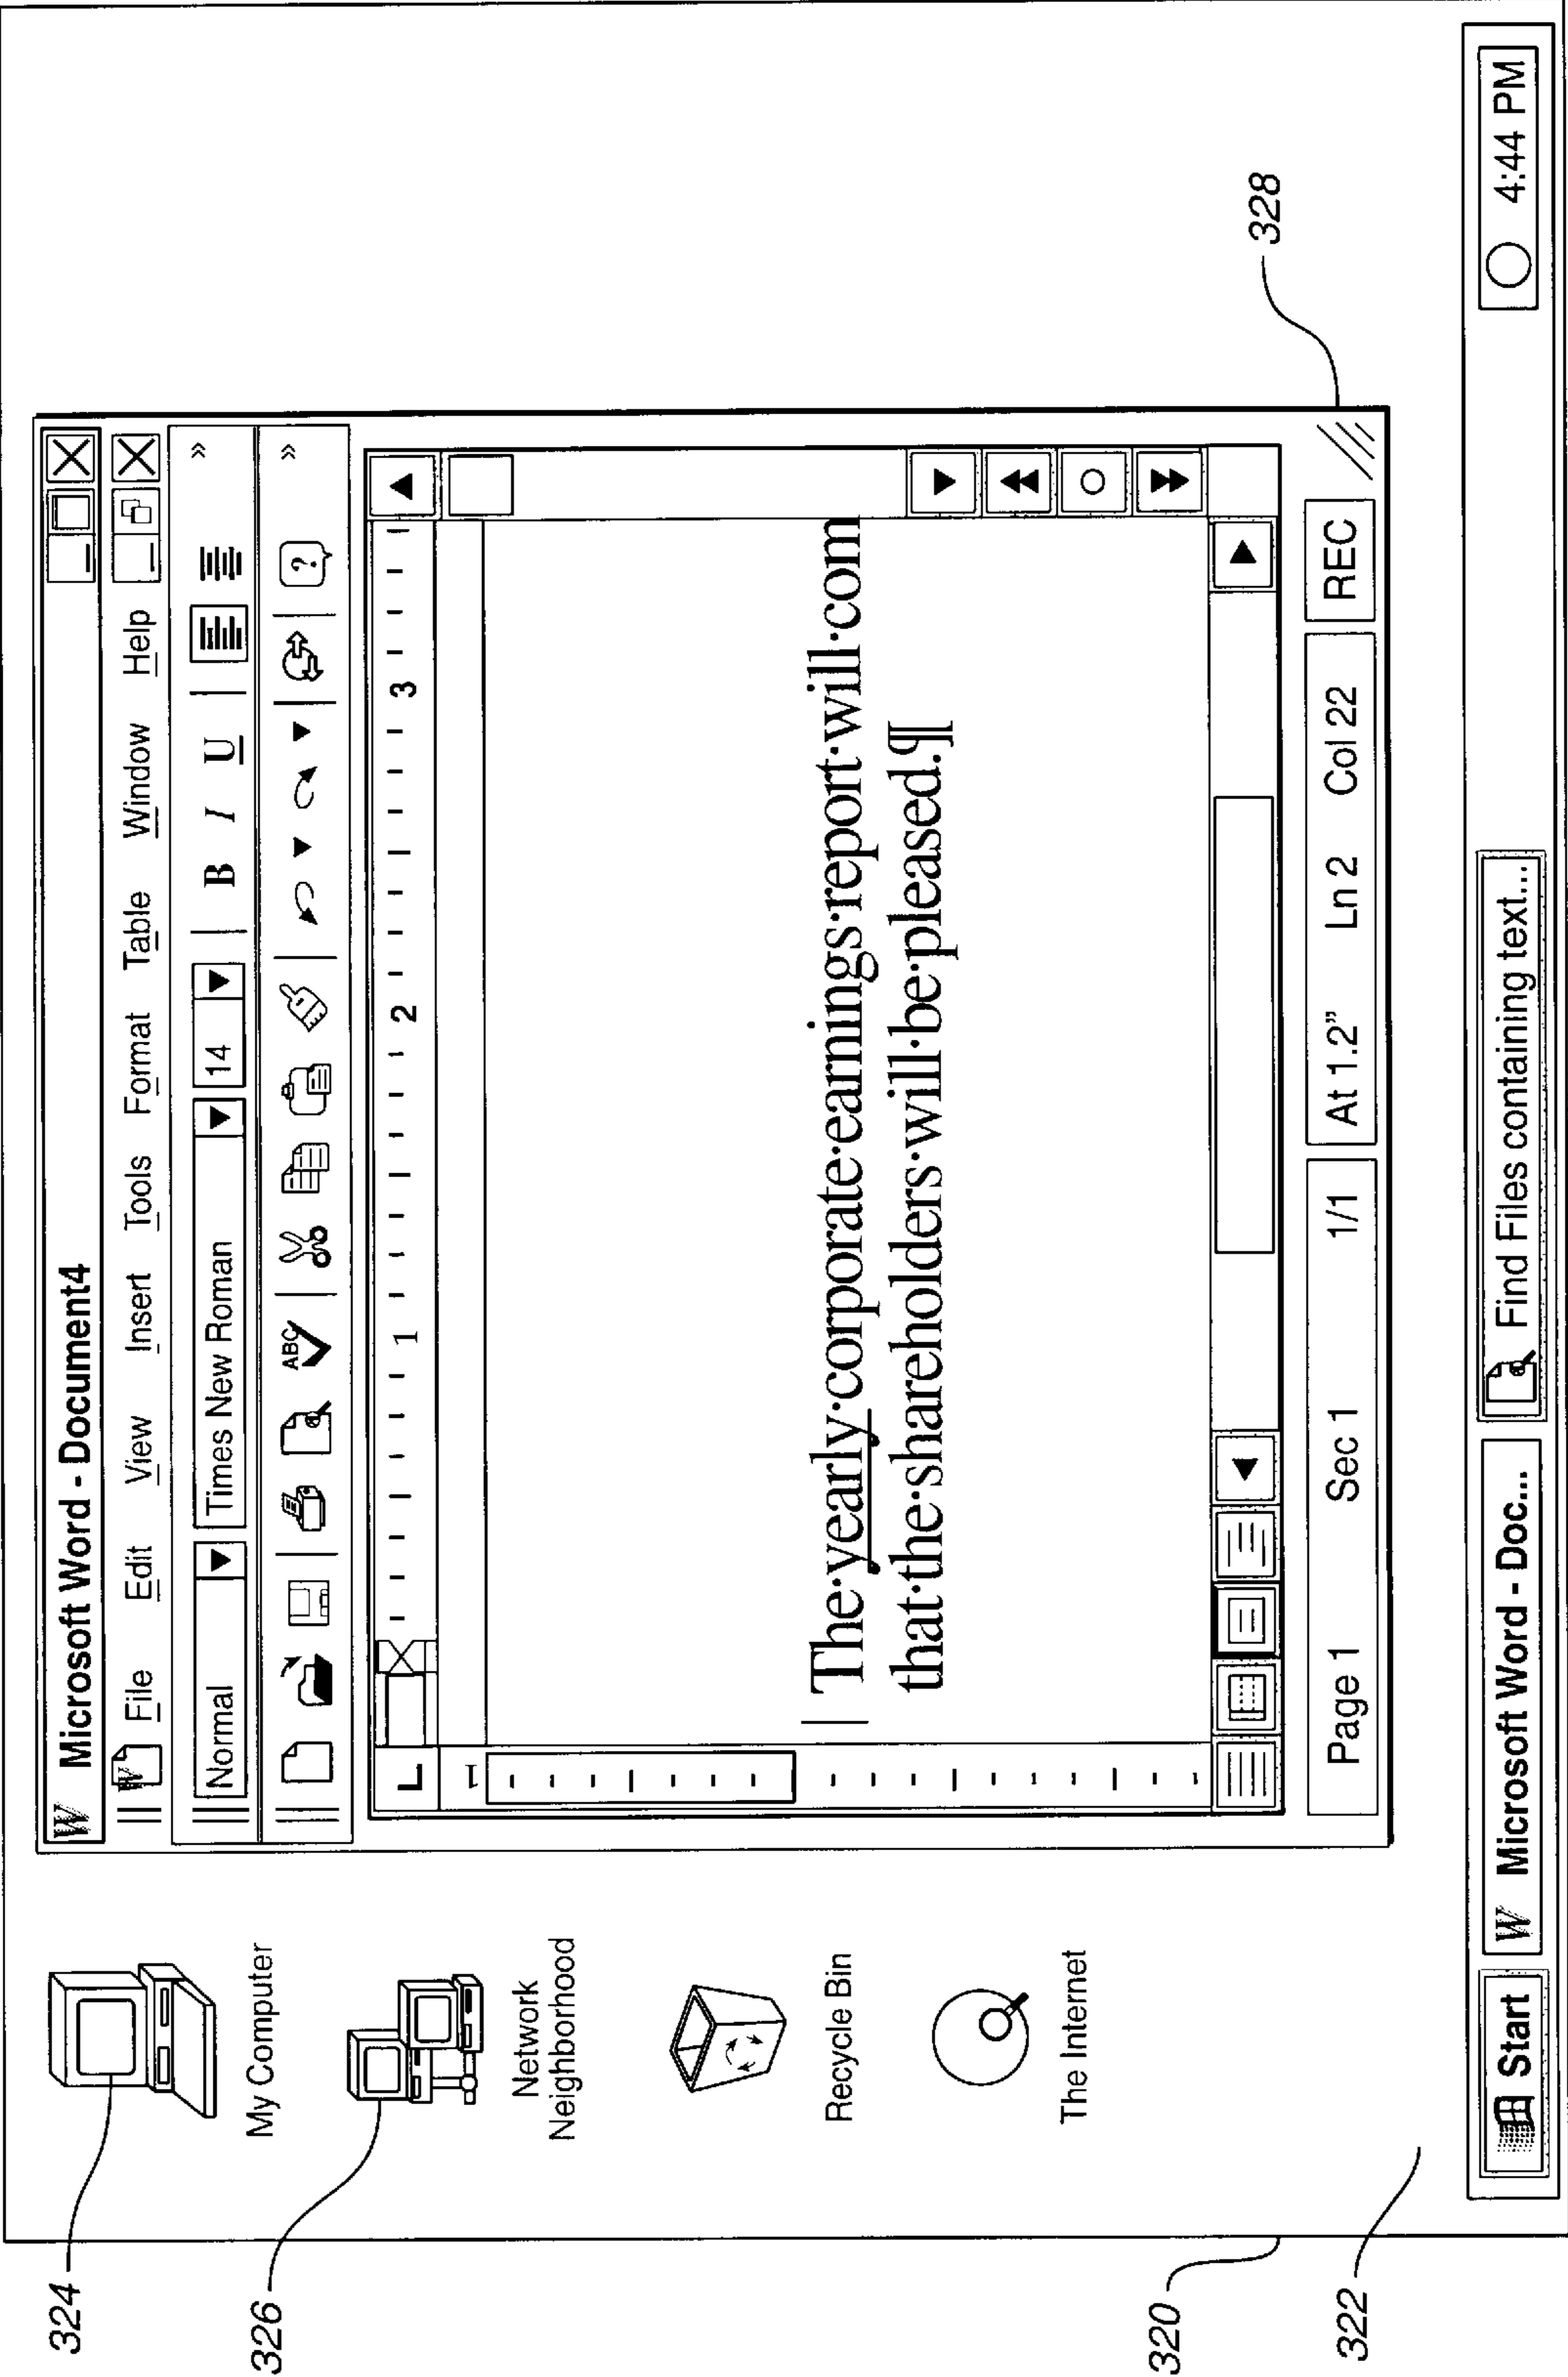 324
My Computer
326
Network
Neighborhood
Recycle Bin
The Internet
320
322
W Microsoft Word - Document4
W File Edit View Insert Tools Format Table Window Help
Normal Times New Roman 14 B I U »
ABC ? »
L 1 2 3
1
The·yearly·corporate·earnings·report·will·com
that·the·shareholders·will·be·pleased.¶
Page 1 Sec 1 1/1 At 1.2” Ln 2 Col 22 REC
328
Start W Microsoft Word - Doc... Find Files containing text... 4:44 PM